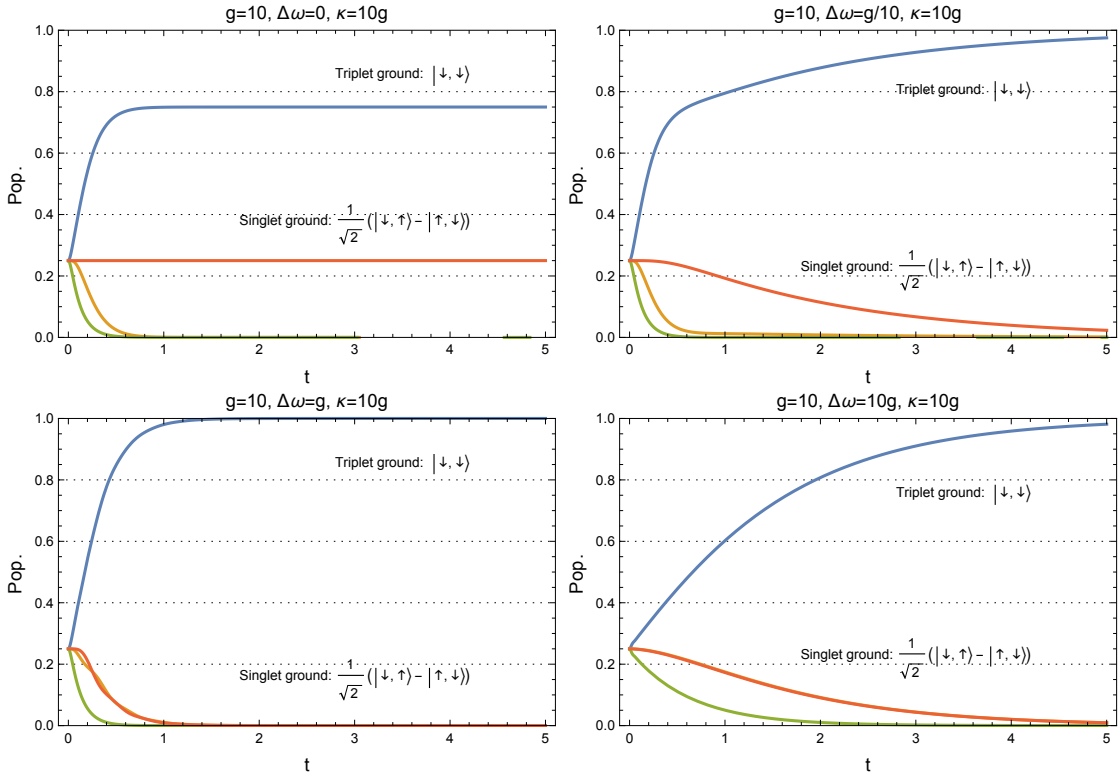 g=10, Δω=0, κ=10g
1.0
0.8
0.6
0.4
0.2
0.0
Pop.
Triplet ground: |↓,↓⟩
Singlet ground: 1/√2 (|↓,↑⟩−|↑,↓⟩)
0 1 2 3 4 5
t
g=10, Δω=g/10, κ=10g
1.0
0.8
0.6
0.4
0.2
0.0
Pop.
Triplet ground: |↓,↓⟩
Singlet ground: 1/√2 (|↓,↑⟩−|↑,↓⟩)
0 1 2 3 4 5
t
g=10, Δω=g, κ=10g
1.0
0.8
0.6
0.4
0.2
0.0
Pop.
Triplet ground: |↓,↓⟩
Singlet ground: 1/√2 (|↓,↑⟩−|↑,↓⟩)
0 1 2 3 4 5
t
g=10, Δω=10g, κ=10g
1.0
0.8
0.6
0.4
0.2
0.0
Pop.
Triplet ground: |↓,↓⟩
Singlet ground: 1/√2 (|↓,↑⟩−|↑,↓⟩)
0 1 2 3 4 5
t